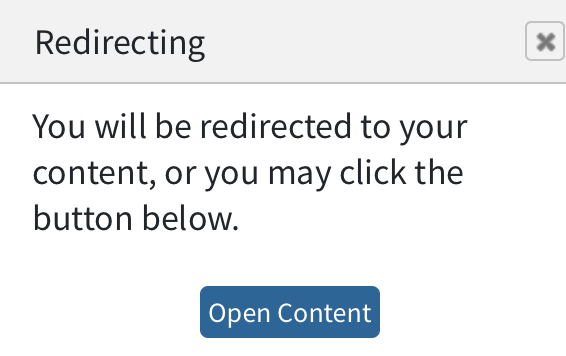 Redirecting
You will be redirected to your
content, or you may click the
button below.
Open Content